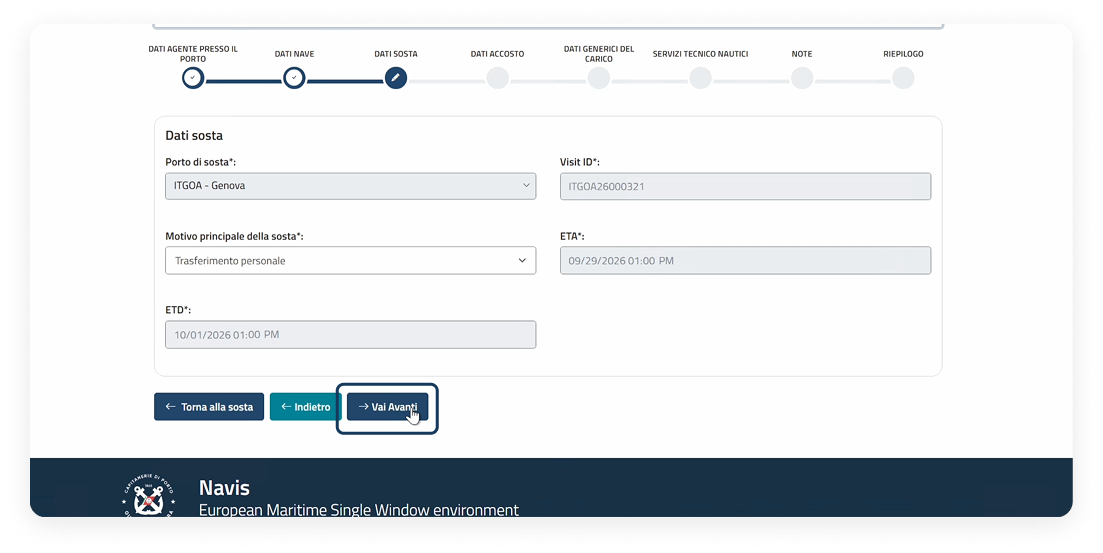 DATI AGENTE PRESSO IL PORTO
DATI NAVE
DATI SOSTA
DATI ACCOSTO
DATI GENERICI DEL CARICO
SERVIZI TECNICO NAUTICI
NOTE
RIEPILOGO
Dati sosta
Porto di sosta*:
ITGOA - Genova
Visit ID*:
ITGOA26000321
Motivo principale della sosta*:
Trasferimento personale
ETA*:
09/29/2026 01:00 PM
ETD*:
10/01/2026 01:00 PM
Torna alla sosta
Indietro
Vai Avanti
CAPITANERIE DI PORTO
Navis
European Maritime Single Window environment